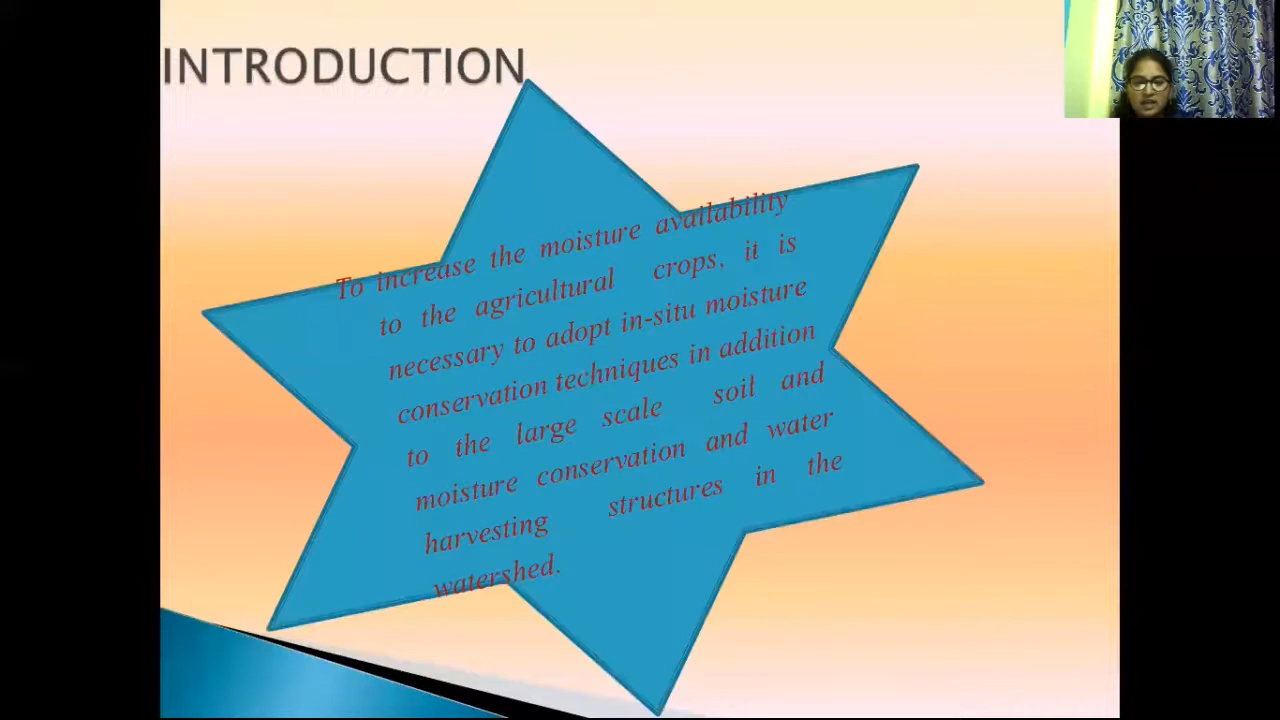 INTRODUCTION
To increase the moisture availability
to the agricultural crops, it is
necessary to adopt in-situ moisture
conservation techniques in addition
to the large scale soil and
moisture conservation and water
harvesting structures in the
watershed.